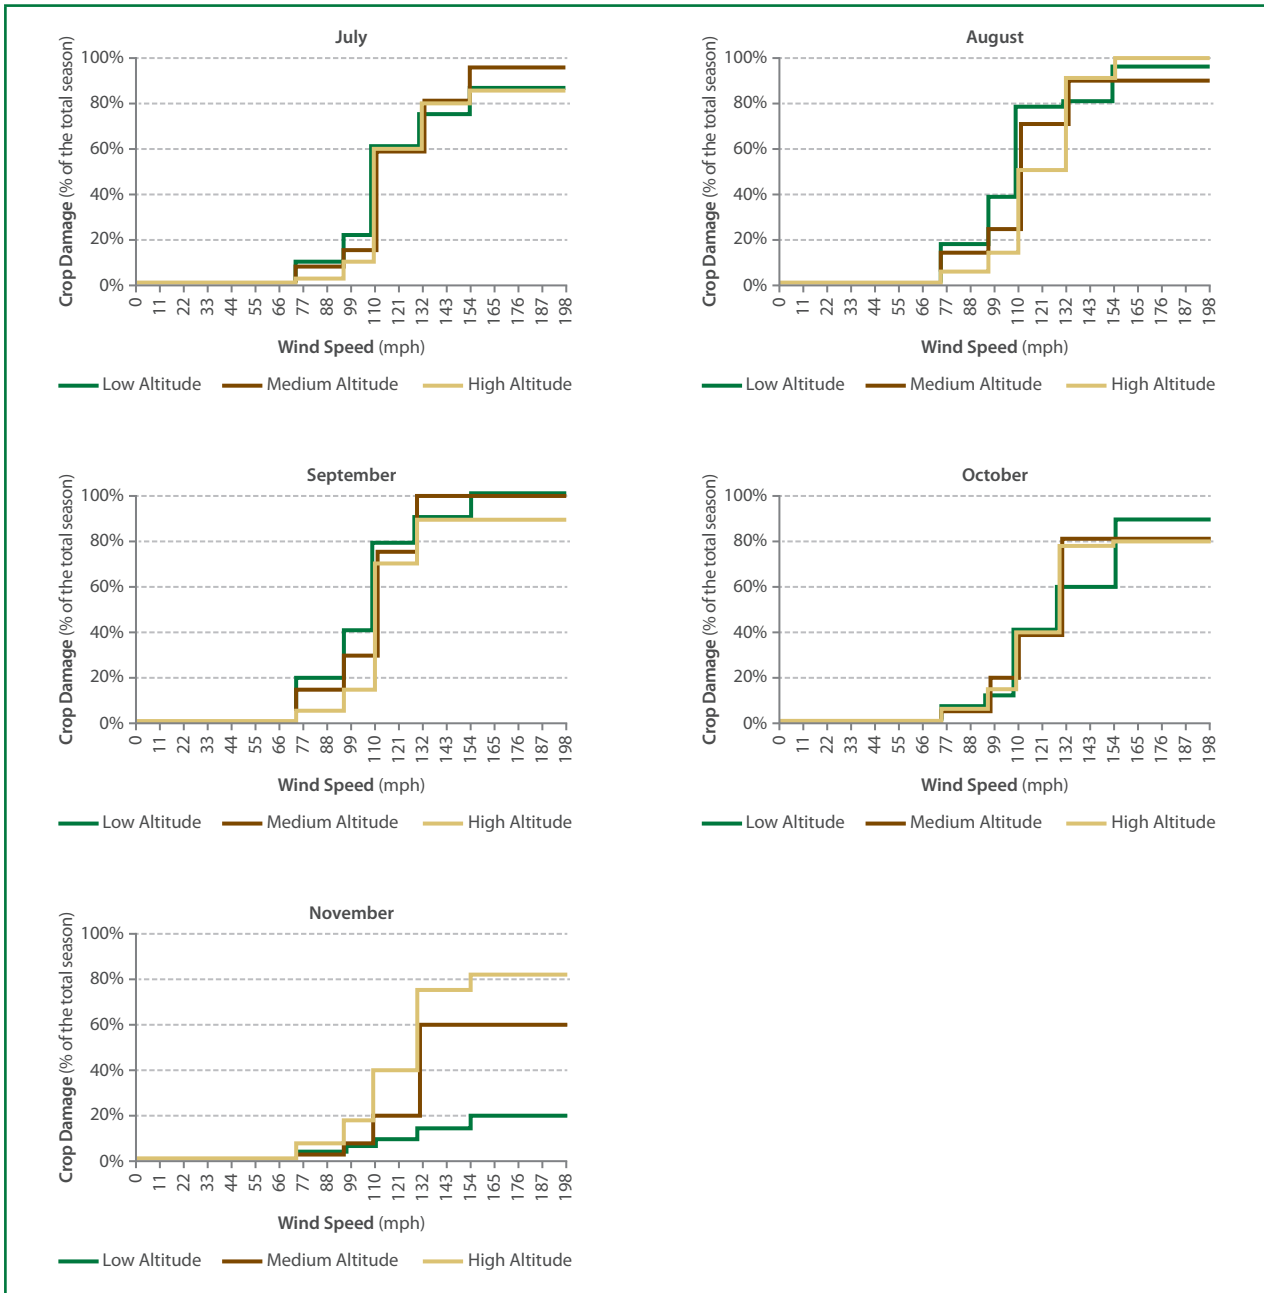 July
Crop Damage (% of the total season)
100%
80%
60%
40%
20%
0%
0 11 22 33 44 55 66 77 88 99 110 121 132 143 154 165 176 187 198
Wind Speed (mph)
Low Altitude Medium Altitude High Altitude
August
Crop Damage (% of the total season)
100%
80%
60%
40%
20%
0%
0 11 22 33 44 55 66 77 88 99 110 121 132 143 154 165 176 187 198
Wind Speed (mph)
Low Altitude Medium Altitude High Altitude
September
Crop Damage (% of the total season)
100%
80%
60%
40%
20%
0%
0 11 22 33 44 55 66 77 88 99 110 121 132 143 154 165 176 187 198
Wind Speed (mph)
Low Altitude Medium Altitude High Altitude
October
Crop Damage (% of the total season)
100%
80%
60%
40%
20%
0%
0 11 22 33 44 55 66 77 88 99 110 121 132 143 154 165 176 187 198
Wind Speed (mph)
Low Altitude Medium Altitude High Altitude
November
Crop Damage (% of the total season)
100%
80%
60%
40%
20%
0%
0 11 22 33 44 55 66 77 88 99 110 121 132 143 154 165 176 187 198
Wind Speed (mph)
Low Altitude Medium Altitude High Altitude